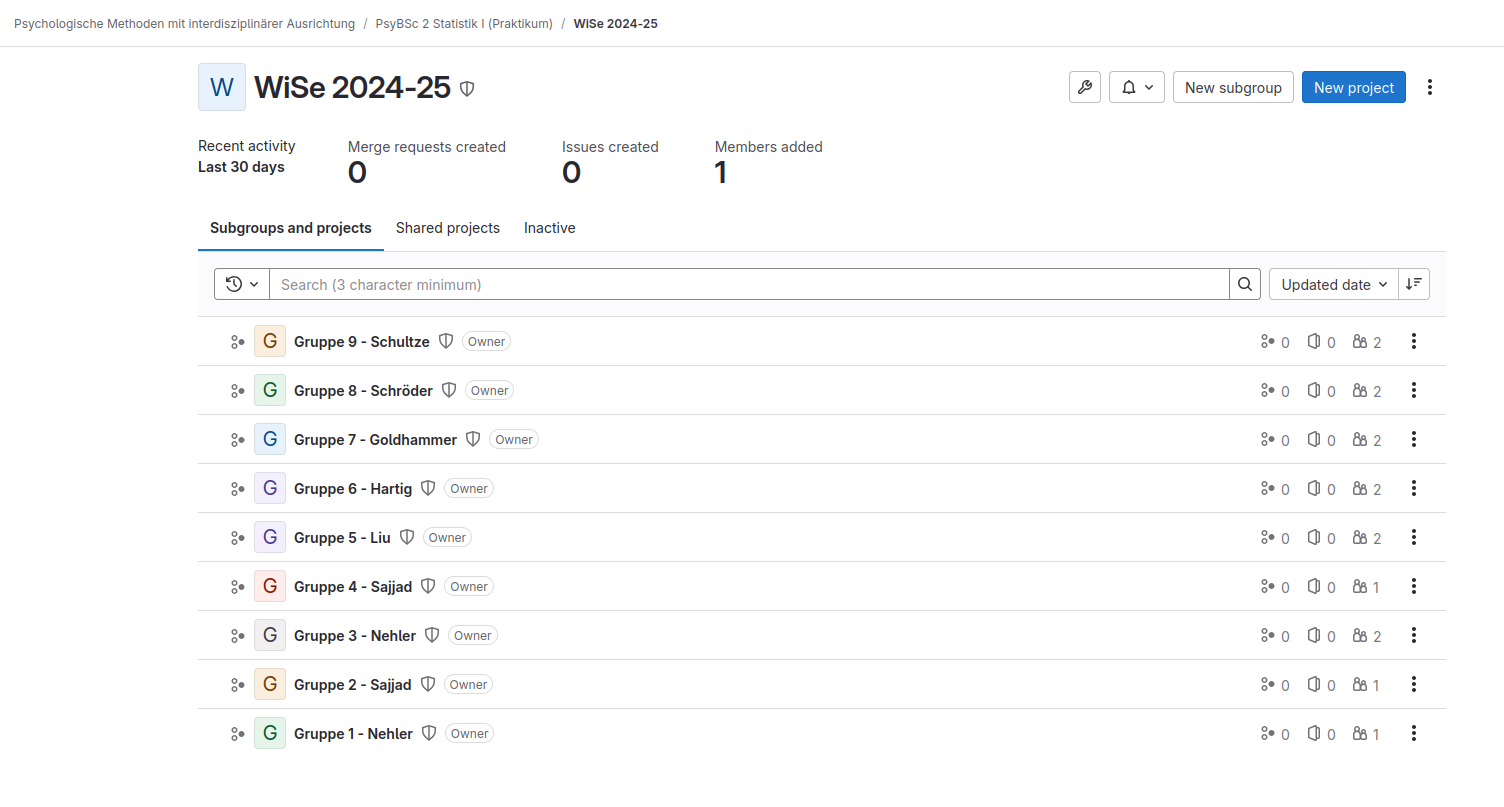 Psychologische Methoden mit interdisziplinärer Ausrichtung / PsyBSc 2 Statistik I (Praktikum) / WiSe 2024-25
W WiSe 2024-25 New subgroup New project
Recent activity
Last 30 days
Merge requests created
0
Issues created
0
Members added
1
Subgroups and projects Shared projects Inactive
Search (3 character minimum) Updated date
G Gruppe 9 - Schultze Owner 0 0 2
G Gruppe 8 - Schröder Owner 0 0 2
G Gruppe 7 - Goldhammer Owner 0 0 2
G Gruppe 6 - Hartig Owner 0 0 2
G Gruppe 5 - Liu Owner 0 0 2
G Gruppe 4 - Sajjad Owner 0 0 1
G Gruppe 3 - Nehler Owner 0 0 2
G Gruppe 2 - Sajjad Owner 0 0 1
G Gruppe 1 - Nehler Owner 0 0 1